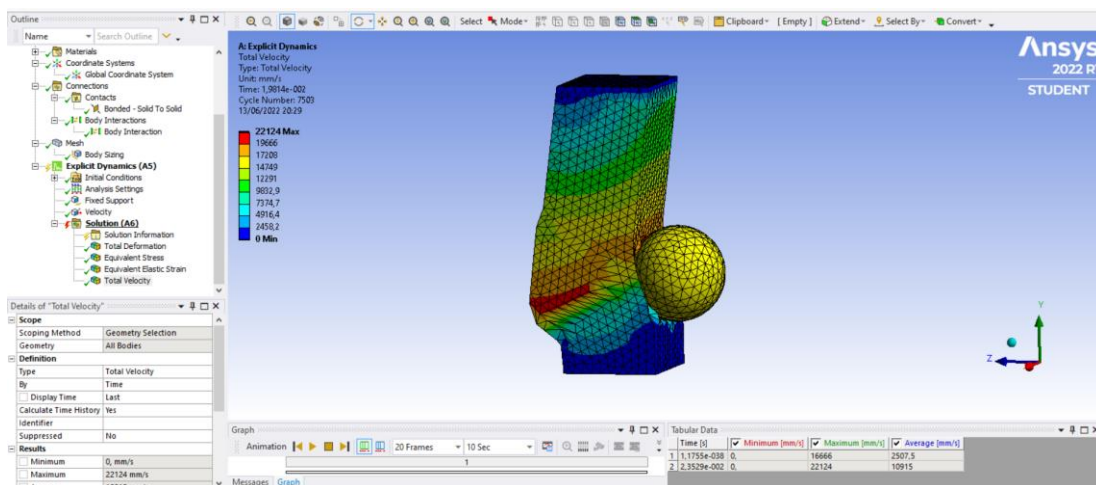 Outline
Name Search Outline
Materials
Coordinate Systems
Global Coordinate System
Connections
Contacts
Bonded - Solid To Solid
Body Interactions
Body Interaction
Mesh
Body Sizing
Explicit Dynamics (A5)
Initial Conditions
Analysis Settings
Fixed Support
Velocity
Solution (A6)
Solution Information
Total Deformation
Equivalent Stress
Equivalent Elastic Strain
Total Velocity
Details of "Total Velocity"
Scope
Scoping Method Geometry Selection
Geometry All Bodies
Definition
Type Total Velocity
By Time
Display Time Last
Calculate Time History Yes
Identifier
Suppressed No
Results
Minimum 0, mm/s
Maximum 22124 mm/s
Select Mode Clipboard [ Empty ] Extend Select By Convert
A: Explicit Dynamics
Total Velocity
Type: Total Velocity
Unit: mm/s
Time: 1,9814e-002
Cycle Number: 7503
13/06/2022 20:29
22124 Max
19666
17208
14749
12291
9832,9
7374,7
4916,4
2458,2
0 Min
Ansys
2022 R
STUDENT
Y
Z
Graph
Animation 20 Frames 10 Sec
1
Messages Graph
Tabular Data
Time [s] Minimum [mm/s] Maximum [mm/s] Average [mm/s]
1 1,1755e-038 0, 16666 2507,5
2 2,3529e-002 0, 22124 10915